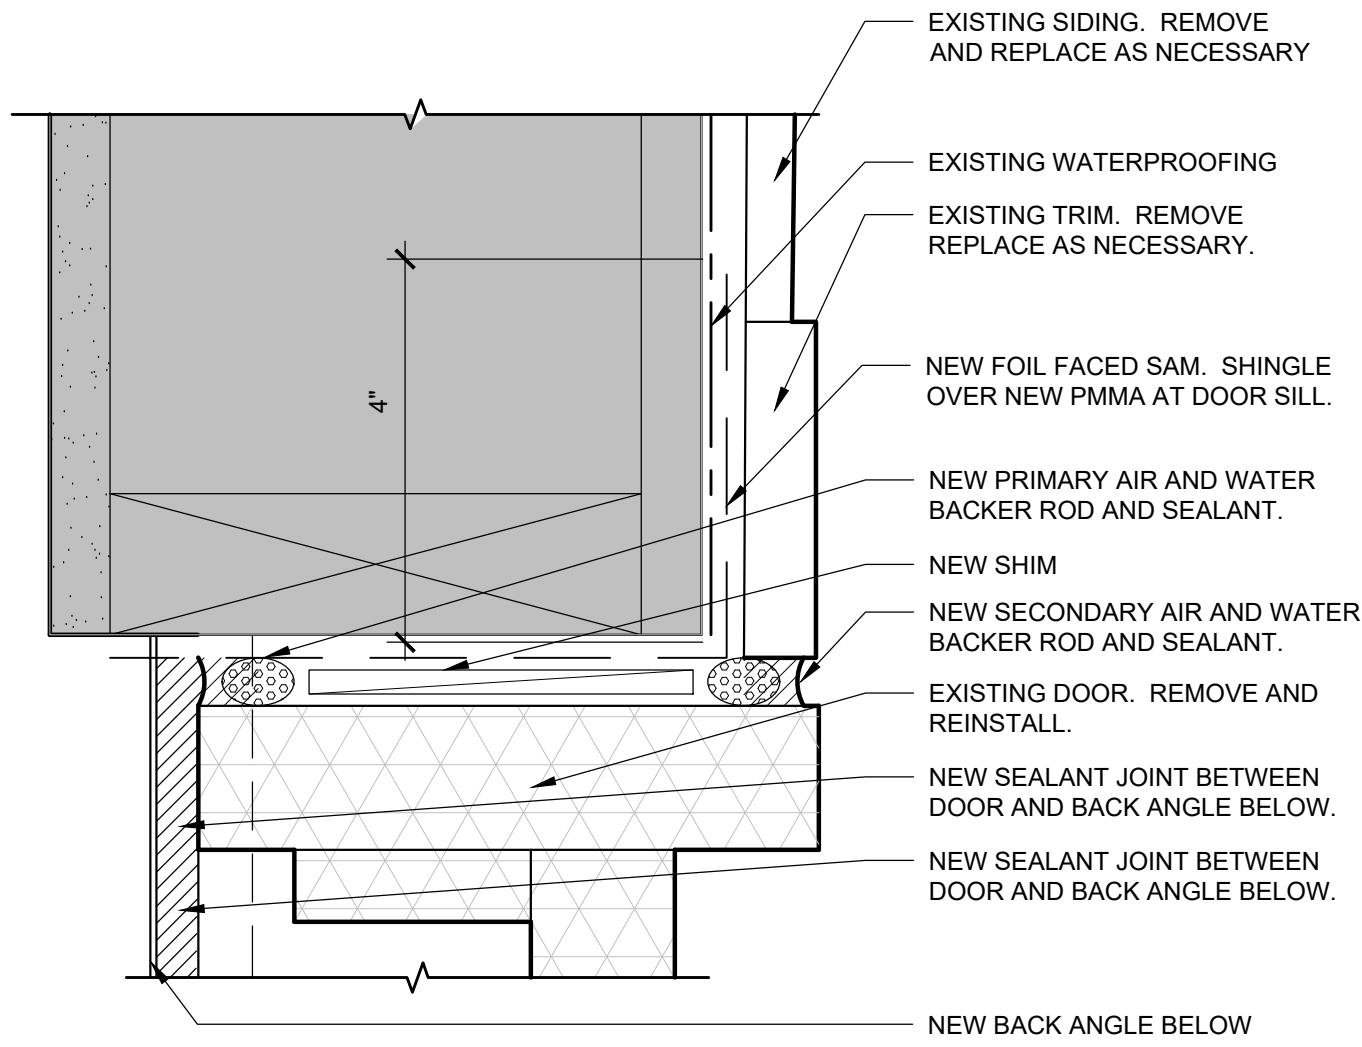 EXISTING SIDING.  REMOVE
AND REPLACE AS NECESSARY
EXISTING WATERPROOFING
EXISTING TRIM.  REMOVE
REPLACE AS NECESSARY.
4"
NEW FOIL FACED SAM.  SHINGLE
OVER NEW PMMA AT DOOR SILL.
NEW PRIMARY AIR AND WATER
BACKER ROD AND SEALANT.
NEW SHIM
NEW SECONDARY AIR AND WATER
BACKER ROD AND SEALANT.
EXISTING DOOR.  REMOVE AND
REINSTALL.
NEW SEALANT JOINT BETWEEN
DOOR AND BACK ANGLE BELOW.
NEW SEALANT JOINT BETWEEN
DOOR AND BACK ANGLE BELOW.
NEW BACK ANGLE BELOW